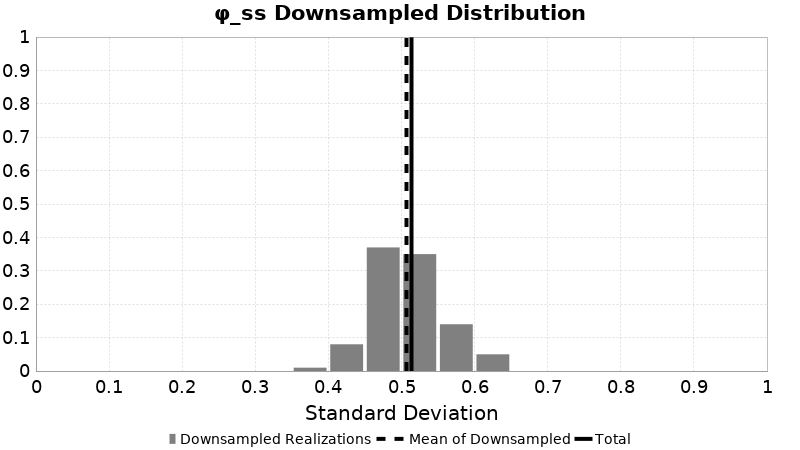 φ_ss Downsampled Distribution
1
0.9
0.8
0.7
0.6
0.5
0.4
0.3
0.2
0.1
0
0 0.1 0.2 0.3 0.4 0.5 0.6 0.7 0.8 0.9 1
Standard Deviation
Downsampled Realizations Mean of Downsampled Total